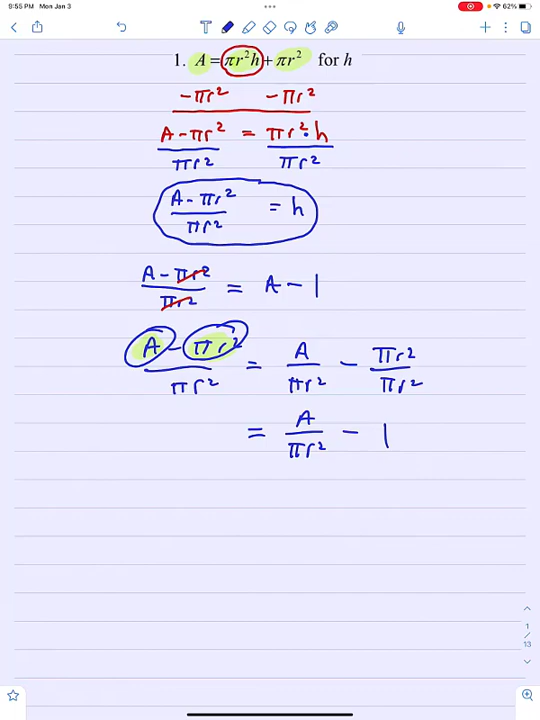 9:55 PM Mon Jan 3 62%
1. A = πr²h + πr² for h
-πr² -πr²
A - πr² = πr²·h
πr² πr²
A - πr² = h
πr²
A - πr² = A - 1
πr²
A - πr² = A - πr²
πr² πr² πr²
= A - 1
πr²
1
/
13